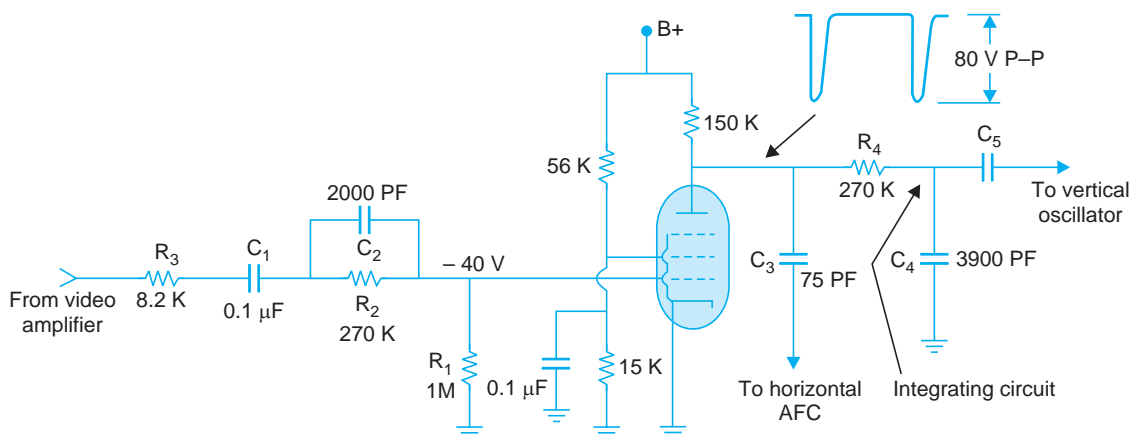 B+
80 V P–P
150 K
56 K
R4
C5
270 K
To vertical
oscillator
2000 PF
C2
R3
C1
– 40 V
C3
C4
3900 PF
75 PF
From video
amplifier
8.2 K
0.1 μF
R2
270 K
R1
1M
0.1 μF
15 K
To horizontal
AFC
Integrating circuit